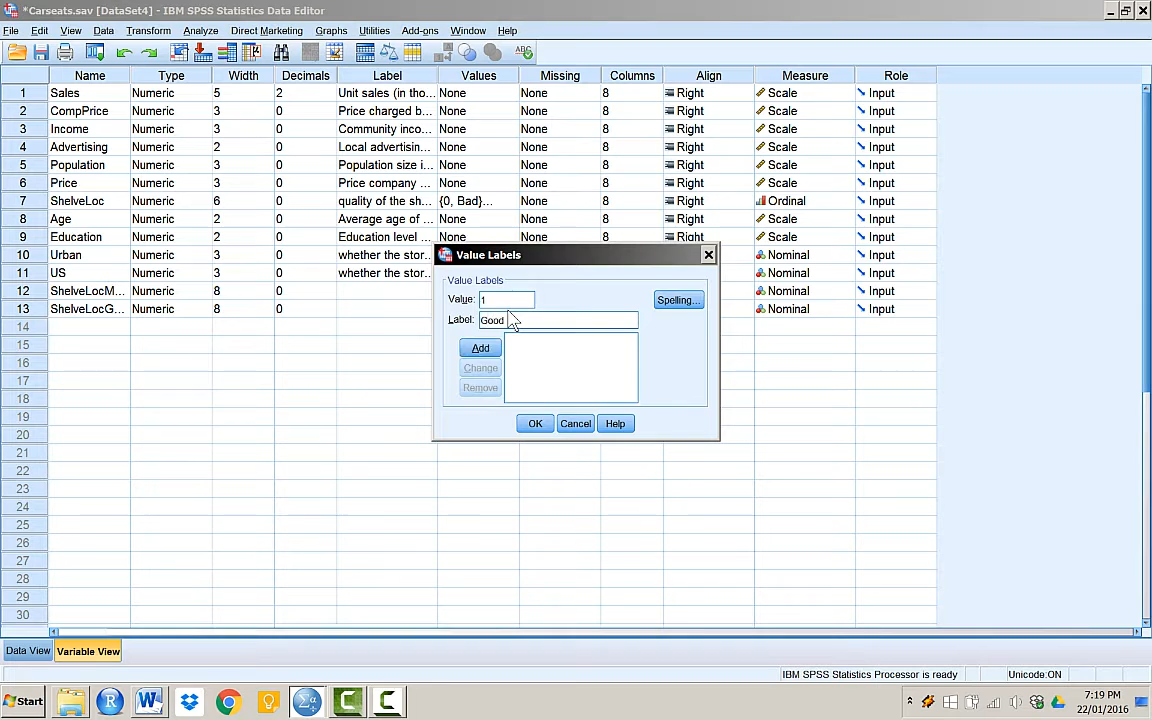 *Carseats.sav [DataSet4] - IBM SPSS Statistics Data Editor
File Edit View Data Transform Analyze Direct Marketing Graphs Utilities Add-ons Window Help
Name Type Width Decimals Label Values Missing Columns Align Measure Role
1 Sales Numeric 5 2 Unit sales (in tho... None None 8 Right Scale Input
2 CompPrice Numeric 3 0 Price charged b... None None 8 Right Scale Input
3 Income Numeric 3 0 Community inco... None None 8 Right Scale Input
4 Advertising Numeric 2 0 Local advertisin... None None 8 Right Scale Input
5 Population Numeric 3 0 Population size i... None None 8 Right Scale Input
6 Price Numeric 3 0 Price company ... None None 8 Right Scale Input
7 ShelveLoc Numeric 6 0 quality of the sh... {0, Bad}... None 8 Right Ordinal Input
8 Age Numeric 2 0 Average age of ... None None 8 Right Scale Input
9 Education Numeric 2 0 Education level ... None None 8 Right Scale Input
10 Urban Numeric 3 0 whether the stor... Nominal Input
11 US Numeric 3 0 whether the stor... Nominal Input
12 ShelveLocM... Numeric 8 0 Nominal Input
13 ShelveLocG... Numeric 8 0 Nominal Input
14
15
16
17
18
19
20
21
22
23
24
25
26
27
28
29
30
Value Labels
Value Labels
Value: 1 Spelling...
Label: Good
Add
Change
Remove
OK Cancel Help
Data View Variable View
IBM SPSS Statistics Processor is ready Unicode:ON
Start 7:19 PM
22/01/2016